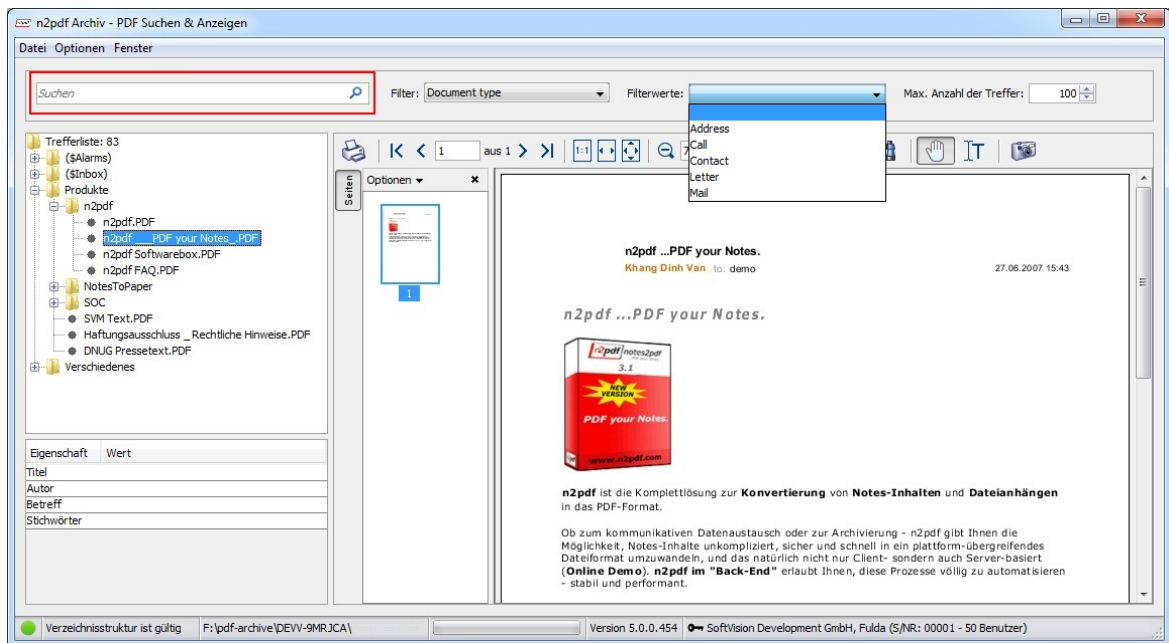 n2pdf Archiv - PDF Suchen & Anzeigen
Datei Optionen Fenster
Suchen
Filter: Document type
Filterwerte:
Max. Anzahl der Treffer: 100
Address
Call
Contact
Letter
Mail
Trefferliste: 83
($Alarms)
($Inbox)
Produkte
n2pdf
n2pdf.PDF
n2pdf___PDF your Notes_.PDF
n2pdf Softwarebox.PDF
n2pdf FAQ.PDF
NotesToPaper
SOC
SVM Text.PDF
Haftungsausschluss _ Rechtliche Hinweise.PDF
DNUG Pressetext.PDF
Verschiedenes
Eigenschaft Wert
Titel
Autor
Betreff
Stichwörter
1 aus 1
1:1
Seiten
Optionen
1
n2pdf ...PDF your Notes.
Khang Dinh Van to: demo 27.06.2007 15:43
n2pdf ...PDF your Notes.
n2pdf notes2pdf
3.1
NEW
VERSION
PDF your Notes.
www.n2pdf.com
n2pdf ist die Komplettlösung zur Konvertierung von Notes-Inhalten und Dateianhängen
in das PDF-Format.
Ob zum kommunikativen Datenaustausch oder zur Archivierung - n2pdf gibt Ihnen die
Möglichkeit, Notes-Inhalte unkompliziert, sicher und schnell in ein plattform-übergreifendes
Dateiformat umzuwandeln, und das natürlich nicht nur Client- sondern auch Server-basiert
(Online Demo). n2pdf im "Back-End" erlaubt Ihnen, diese Prozesse völlig zu automatisieren
- stabil und performant.
Verzeichnisstruktur ist gültig
F:\pdf-archive\DEVV-9MRJCA\
Version 5.0.0.454
SoftVision Development GmbH, Fulda (S/NR: 00001 - 50 Benutzer)